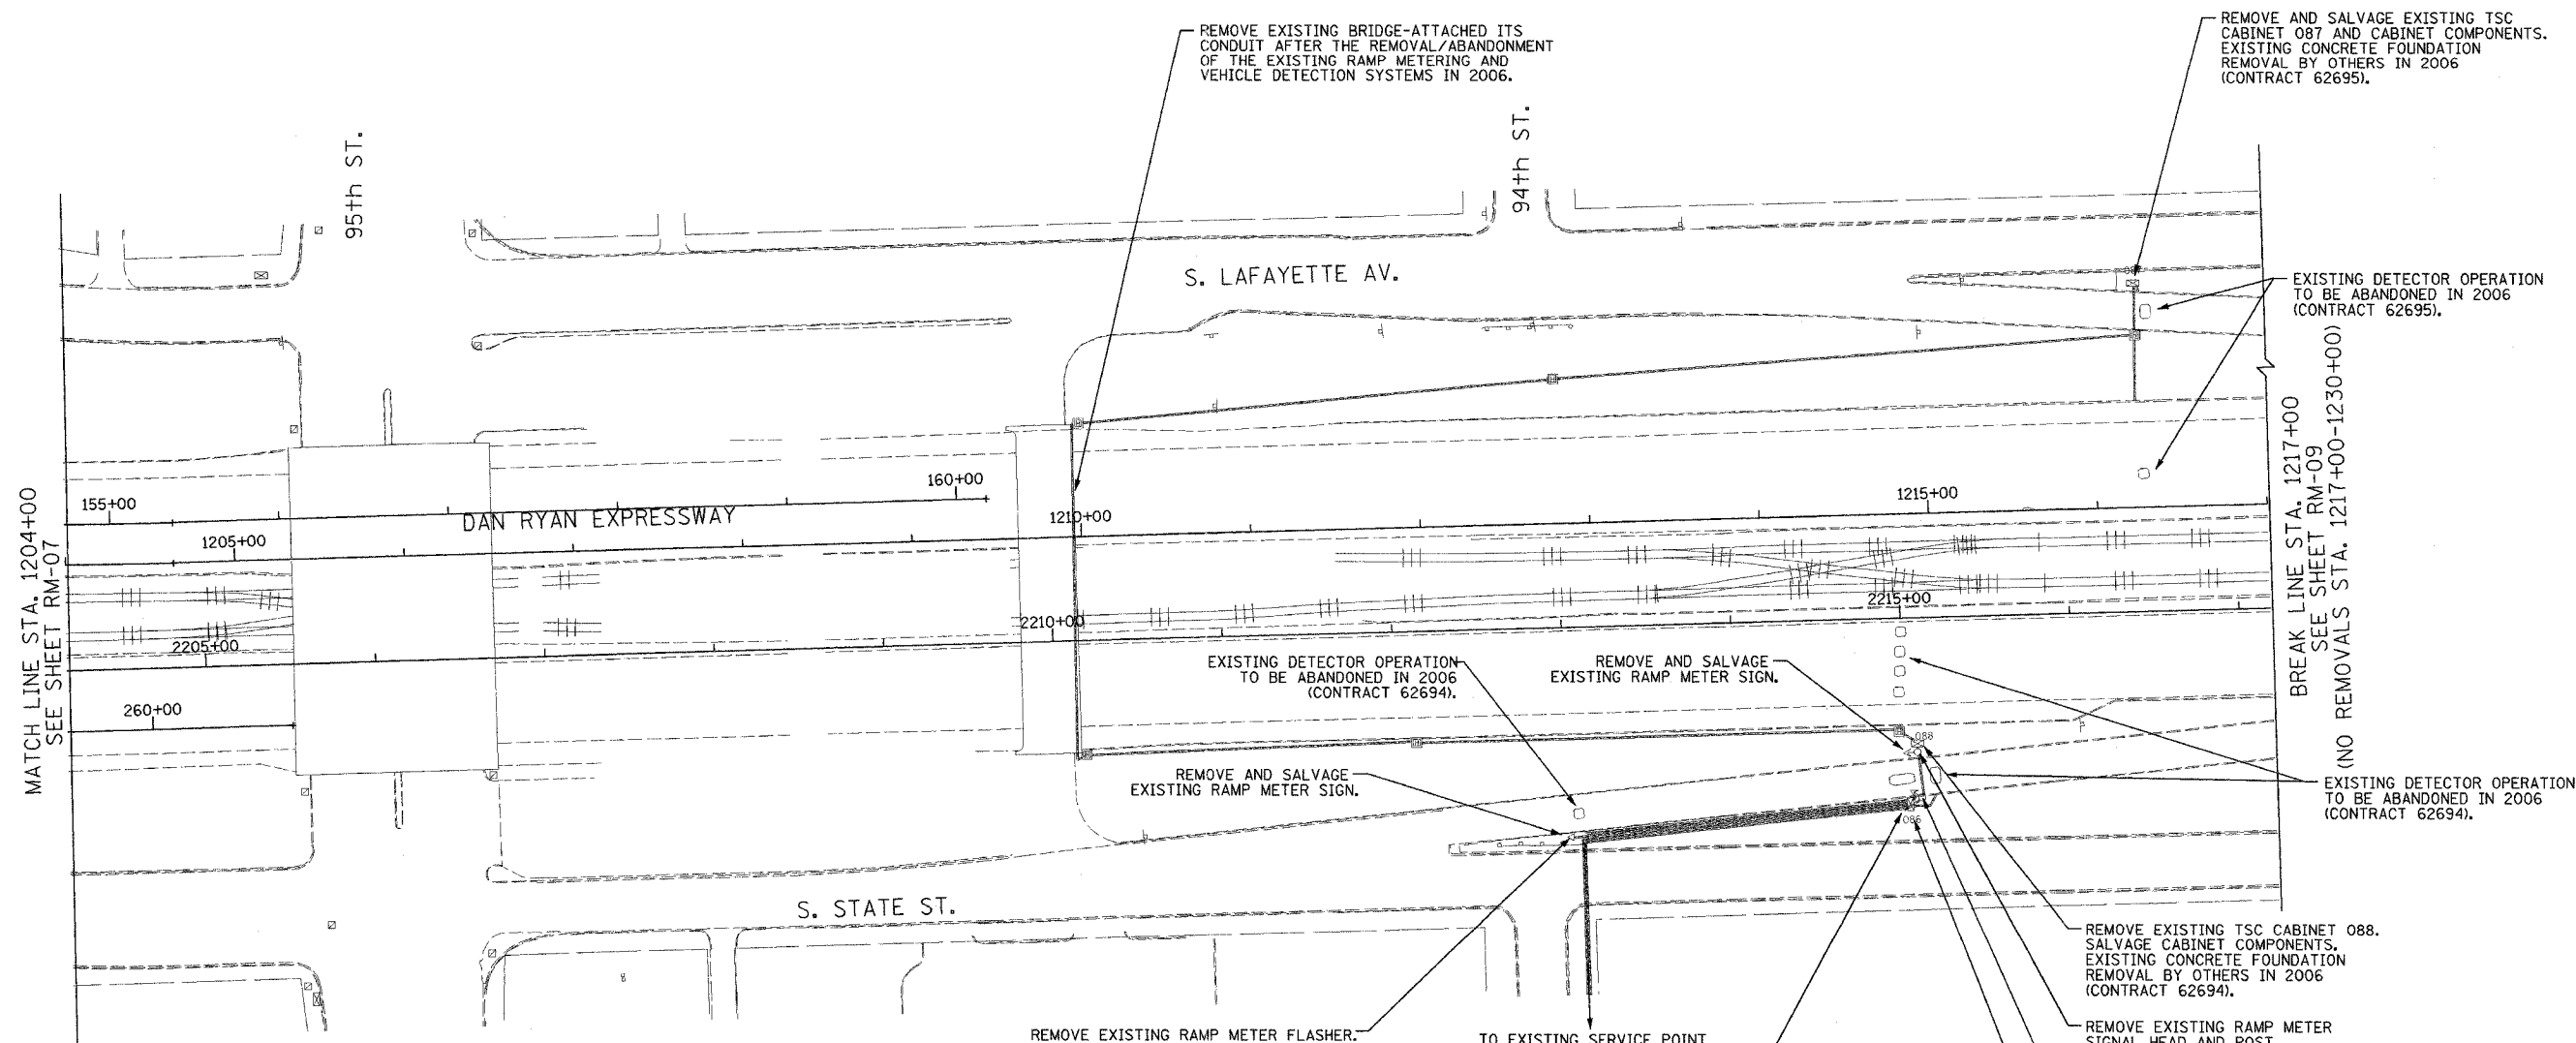 REMOVE EXISTING BRIDGE-ATTACHED ITS
CONDUIT AFTER THE REMOVAL/ABANDONMENT
OF THE EXISTING RAMP METERING AND
VEHICLE DETECTION SYSTEMS IN 2006.
REMOVE AND SALVAGE EXISTING TSC
CABINET 087 AND CABINET COMPONENTS.
EXISTING CONCRETE FOUNDATION
REMOVAL BY OTHERS IN 2006
(CONTRACT 62695).
95th ST.
94th ST.
S. LAFAYETTE AV.
EXISTING DETECTOR OPERATION
TO BE ABANDONED IN 2006
(CONTRACT 62695).
MATCH LINE STA. 1204+00
SEE SHEET RM-07
155+00
160+00
DAN RYAN EXPRESSWAY
1205+00
1210+00
1215+00
2205+00
2210+00
2215+00
260+00
BREAK LINE STA. 1217+00
SEE SHEET RM-09
(NO REMOVALS STA. 1217+00-1230+00)
EXISTING DETECTOR OPERATION
TO BE ABANDONED IN 2006
(CONTRACT 62694).
REMOVE AND SALVAGE
EXISTING RAMP METER SIGN.
REMOVE AND SALVAGE
EXISTING RAMP METER SIGN.
088
086
EXISTING DETECTOR OPERATION
TO BE ABANDONED IN 2006
(CONTRACT 62694).
S. STATE ST.
REMOVE EXISTING TSC CABINET 088.
SALVAGE CABINET COMPONENTS.
EXISTING CONCRETE FOUNDATION
REMOVAL BY OTHERS IN 2006
(CONTRACT 62694).
REMOVE EXISTING RAMP METER FLASHER.
TO EXISTING SERVICE POINT
REMOVE EXISTING RAMP METER
SIGNAL HEAD AND POST